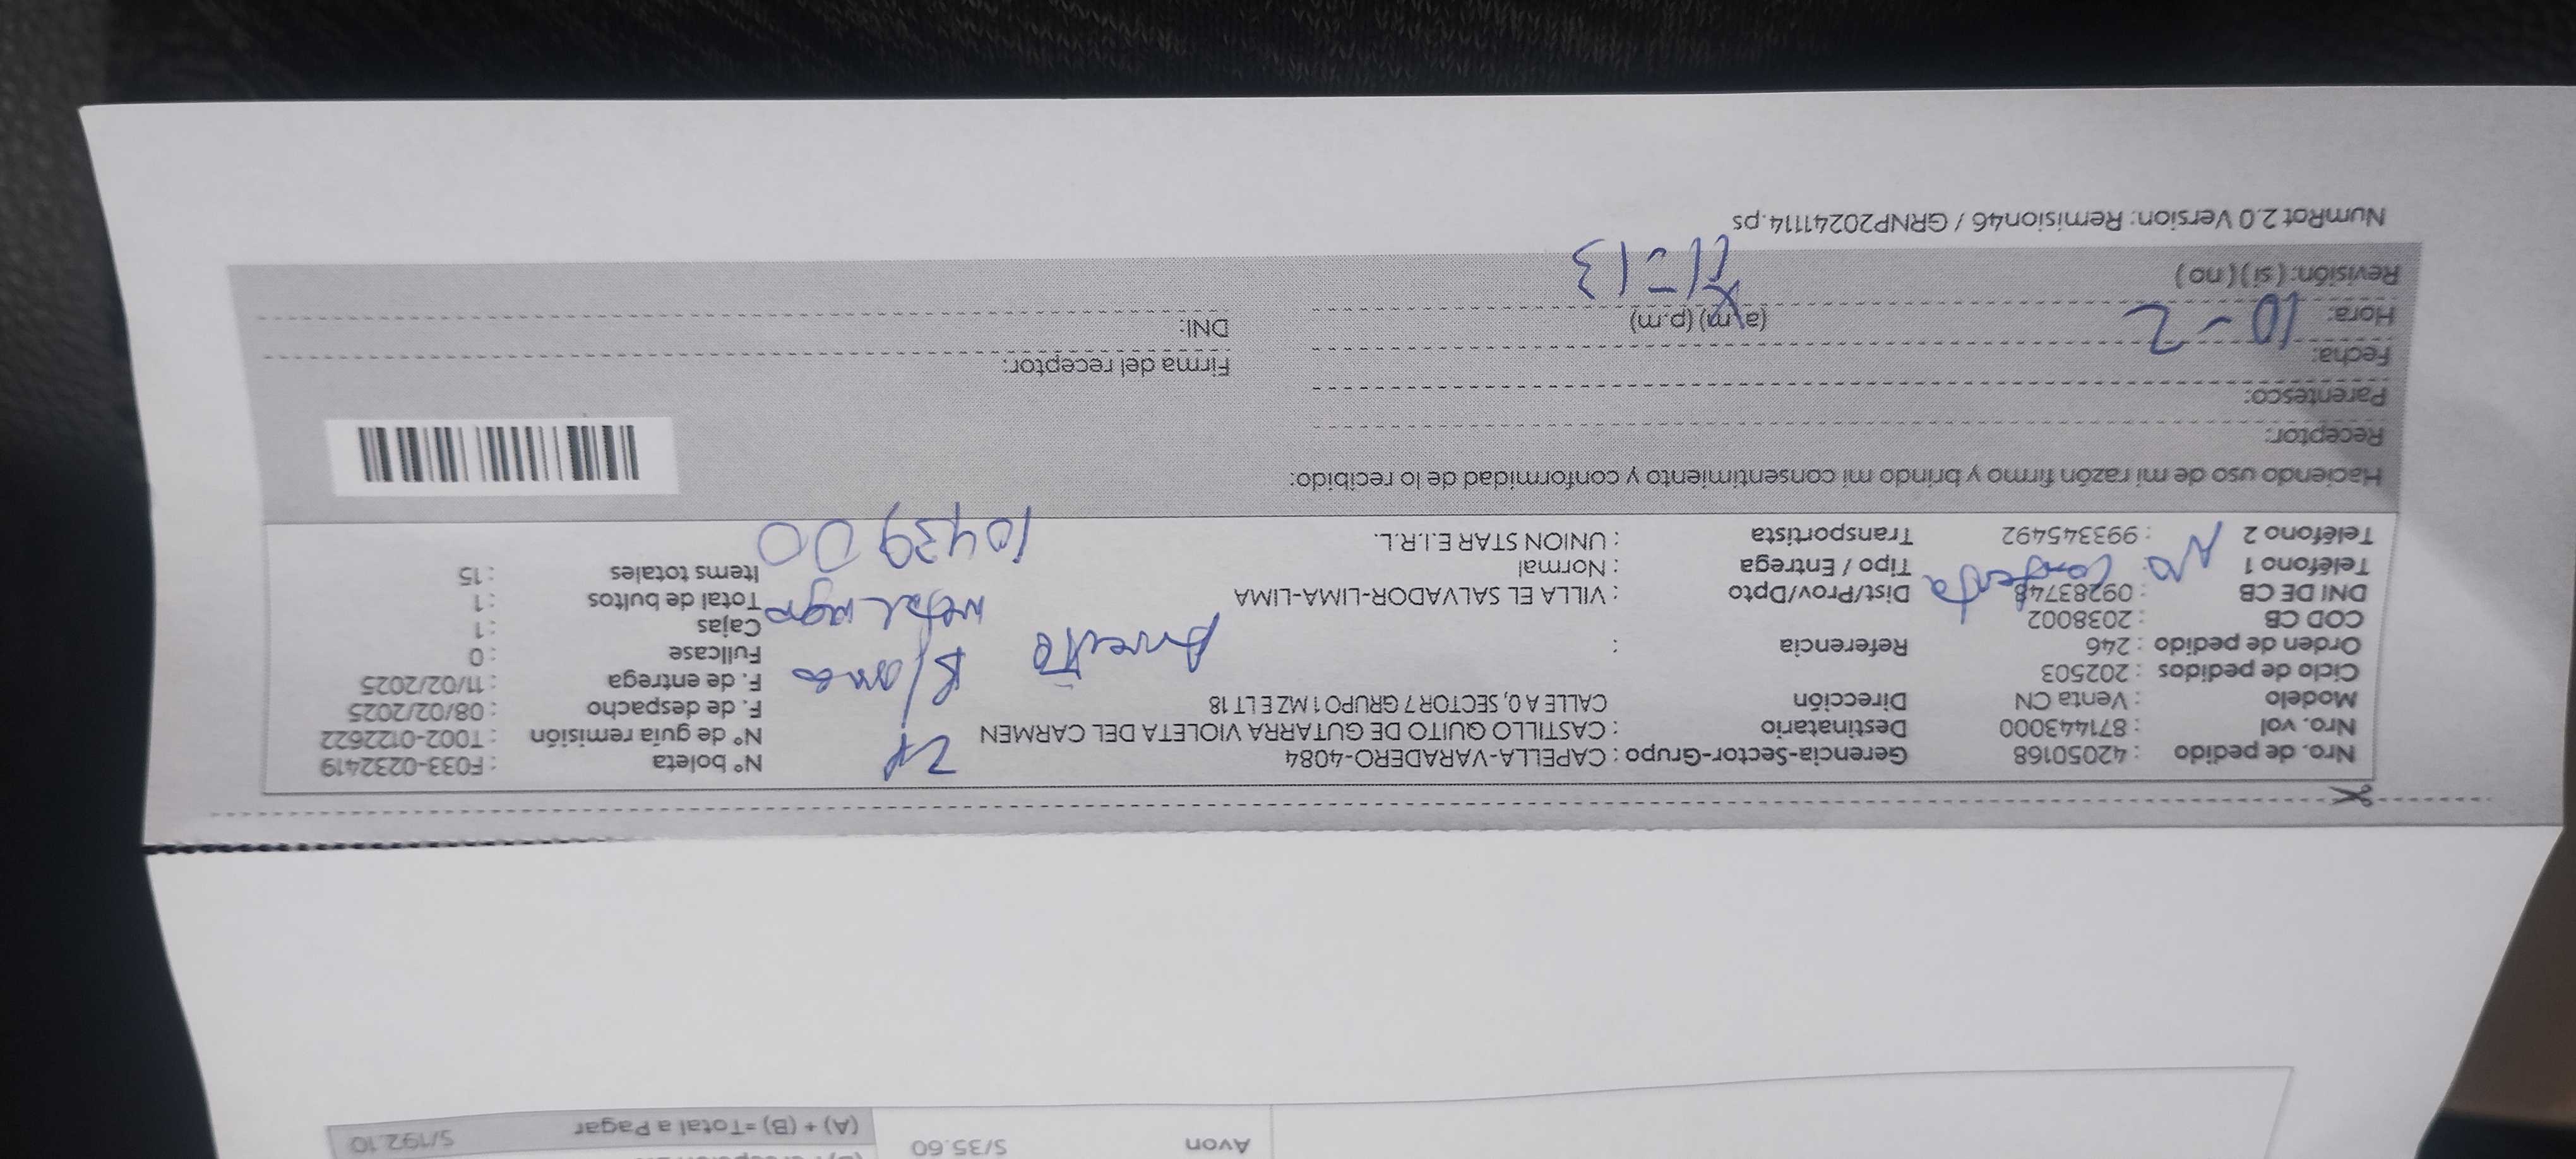 Avon S/35.60 (A) + (B) =Total a Pagar S/192.10
Nro. de pedido : 42050168 Gerencia-Sector-Grupo : CAPELLA-VARADERO-4084 N° boleta : F033-0232419
Nro. vol : 871443000 Destinatario : CASTILLO QUITO DE GUTARRA VIOLETA DEL CARMEN 2P N° de guía remisión : T002-0122622
Modelo : Venta CN Dirección CALLE A 0, SECTOR 7 GRUPO 1 MZ E LT 18 F. de despacho : 08/02/2025
Ciclo de pedidos : 202503 F. de entrega : 11/02/2025
Orden de pedido : 246 Referencia : Fullcase : 0
COD CB : 2038002 Cajas : 1
DNI DE CB : 09283748 Dist/Prov/Dpto : VILLA EL SALVADOR-LIMA-LIMA Total de bultos : 1
Teléfono 1 : No contesta Tipo / Entrega : Normal Items totales : 15
Teléfono 2 : 993345492 Transportista : UNION STAR E.I.R.L. 1043900
Haciendo uso de mi razón firmo y brindo mi consentimiento y conformidad de lo recibido:
Receptor:
Parentesco:
Fecha: 10-2 Firma del receptor:
Hora: (a.m) (p.m) DNI:
11-13
Revisión: ( si ) ( no )
NumRot 2.0 Version: Remision46 / GRNP20241114.ps